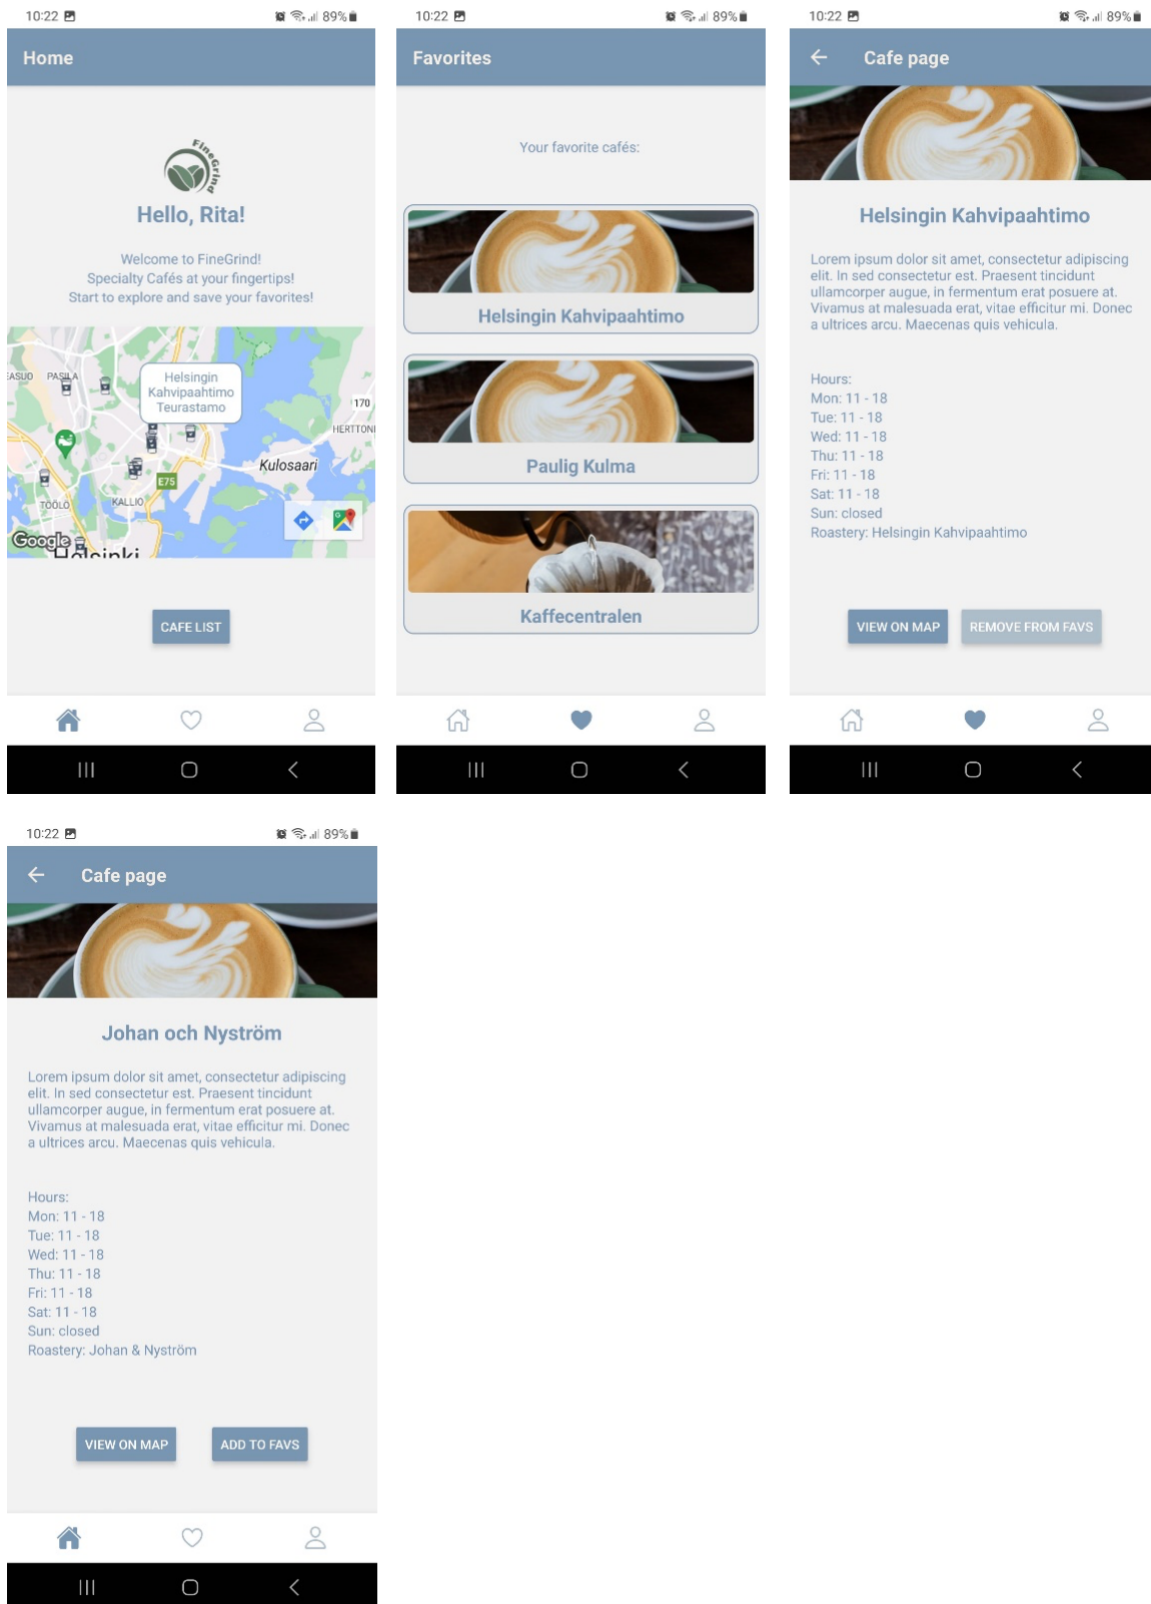 10:22
89%
Home
FineGrind
Hello, Rita!
Welcome to FineGrind!
Specialty Cafés at your fingertips!
Start to explore and save your favorites!
PASILA
Helsingin
Kahvipaahtimo
Teurastamo
170
Kulosaari
E75
TÖÖLÖ
KALLIO
Google
Helsinki
CAFE LIST
10:22
89%
Favorites
Your favorite cafés:
Helsingin Kahvipaahtimo
Paulig Kulma
Kaffecentralen
10:22
89%
Cafe page
Helsingin Kahvipaahtimo
Lorem ipsum dolor sit amet, consectetur adipiscing
elit. In sed consectetur est. Praesent tincidunt
ullamcorper augue, in fermentum erat posuere at.
Vivamus at malesuada erat, vitae efficitur mi. Donec
a ultrices arcu. Maecenas quis vehicula.
Hours:
Mon: 11 - 18
Tue: 11 - 18
Wed: 11 - 18
Thu: 11 - 18
Fri: 11 - 18
Sat: 11 - 18
Sun: closed
Roastery: Helsingin Kahvipaahtimo
VIEW ON MAP
REMOVE FROM FAVS
10:22
89%
Cafe page
Johan och Nyström
Lorem ipsum dolor sit amet, consectetur adipiscing
elit. In sed consectetur est. Praesent tincidunt
ullamcorper augue, in fermentum erat posuere at.
Vivamus at malesuada erat, vitae efficitur mi. Donec
a ultrices arcu. Maecenas quis vehicula.
Hours:
Mon: 11 - 18
Tue: 11 - 18
Wed: 11 - 18
Thu: 11 - 18
Fri: 11 - 18
Sat: 11 - 18
Sun: closed
Roastery: Johan & Nyström
VIEW ON MAP
ADD TO FAVS